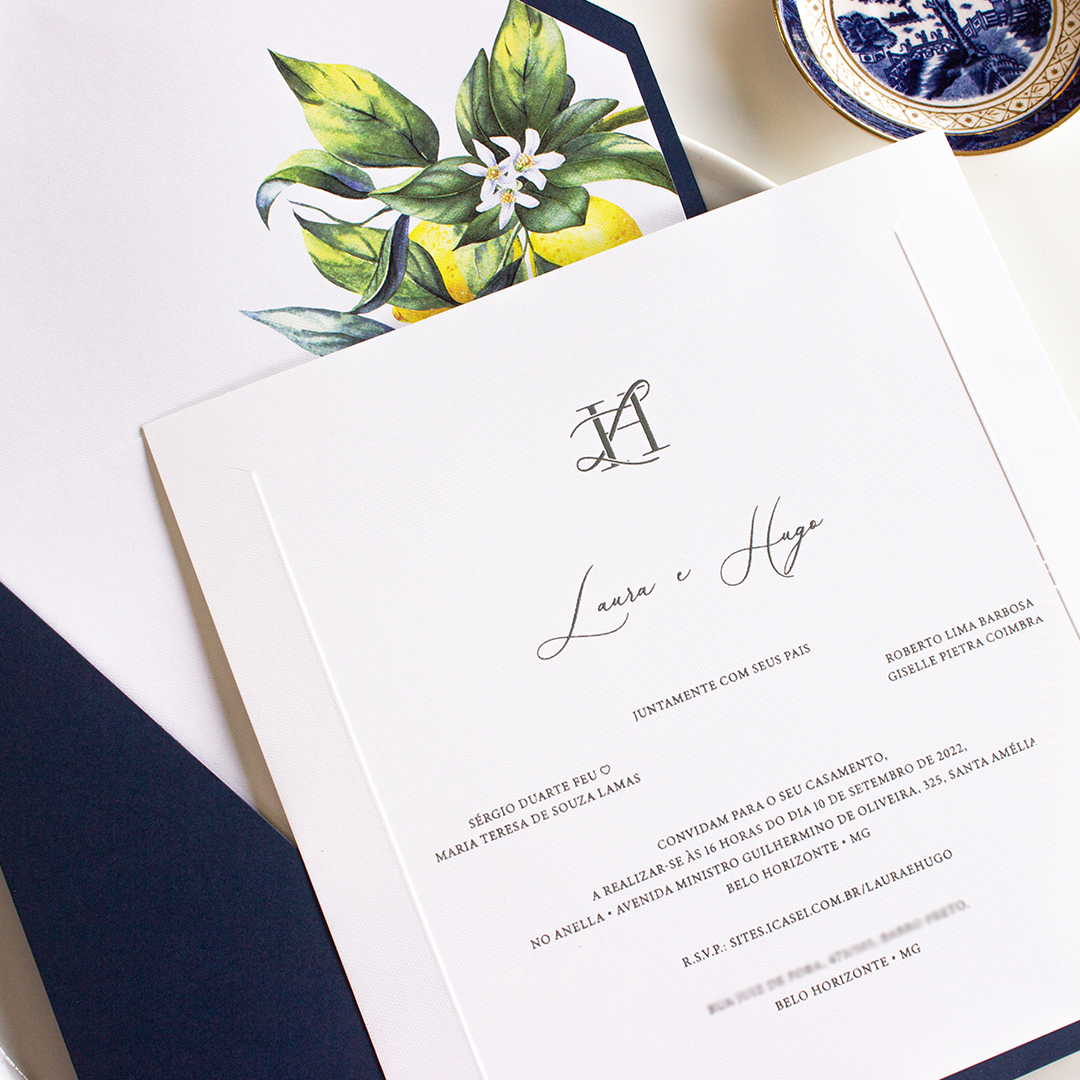 LH
Laura e Hugo
JUNTAMENTE COM SEUS PAIS
SÉRGIO DUARTE FEU ♡
MARIA TERESA DE SOUZA LAMAS
ROBERTO LIMA BARBOSA
GISELLE PIETRA COIMBRA
CONVIDAM PARA O SEU CASAMENTO,
A REALIZAR-SE ÀS 16 HORAS DO DIA 10 DE SETEMBRO DE 2022,
NO ANELLA • AVENIDA MINISTRO GUILHERMINO DE OLIVEIRA, 325, SANTA AMÉLIA
BELO HORIZONTE • MG
R.S.V.P.: SITES.ICASEI.COM.BR/LAURAEHUGO
BELO HORIZONTE • MG